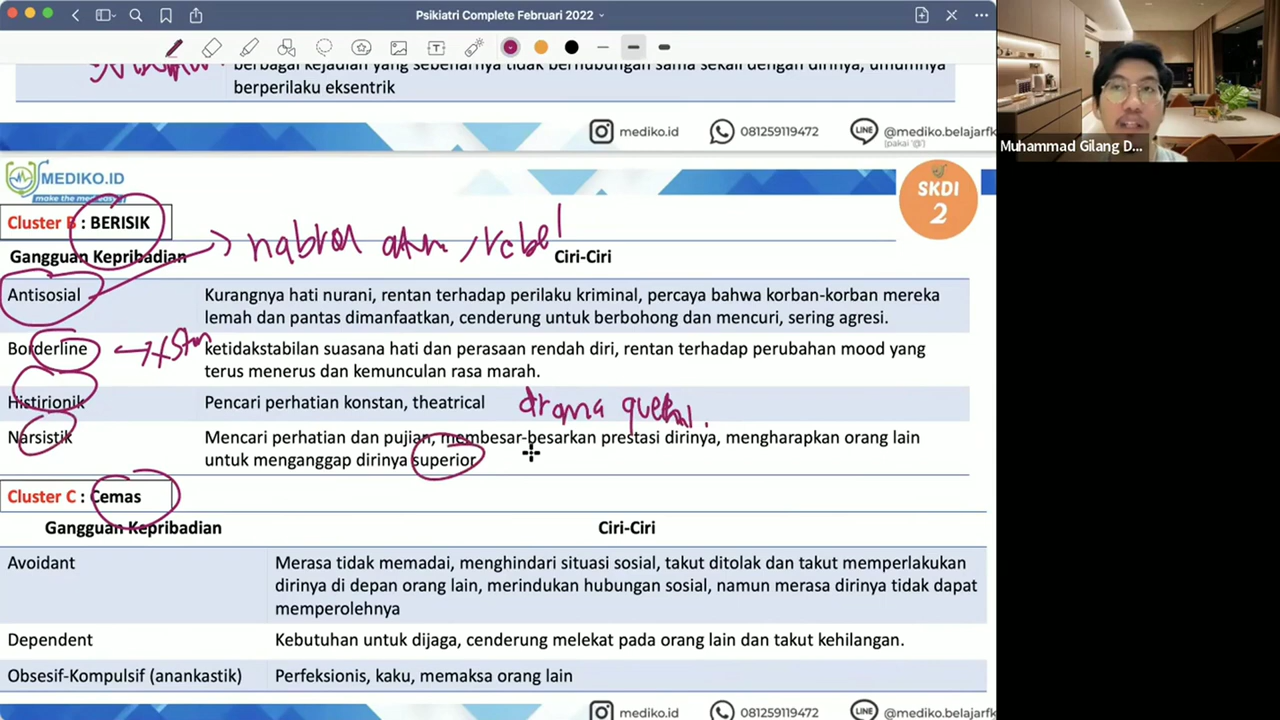 Psikiatri Complete Februari 2022
berbagai kejadian yang sebenarnya tidak berhubungan sama sekali dengan dirinya, umumnya
berperilaku eksentrik
mediko.id 081259119472 @mediko.belajarfk
(pakai '@')
Muhammad Gilang D...
MEDIKO.ID
SKDI
2
Cluster B : BERISIK
rebel
Gangguan Kepribadian Ciri-Ciri
Antisosial Kurangnya hati nurani, rentan terhadap perilaku kriminal, percaya bahwa korban-korban mereka
lemah dan pantas dimanfaatkan, cenderung untuk berbohong dan mencuri, sering agresi.
Borderline ketidakstabilan suasana hati dan perasaan rendah diri, rentan terhadap perubahan mood yang
terus menerus dan kemunculan rasa marah.
Histirionik Pencari perhatian konstan, theatrical drama queen
Narsistik Mencari perhatian dan pujian, membesar-besarkan prestasi dirinya, mengharapkan orang lain
untuk menganggap dirinya superior
Cluster C : Cemas
Gangguan Kepribadian Ciri-Ciri
Avoidant Merasa tidak memadai, menghindari situasi sosial, takut ditolak dan takut memperlakukan
dirinya di depan orang lain, merindukan hubungan sosial, namun merasa dirinya tidak dapat
memperolehnya
Dependent Kebutuhan untuk dijaga, cenderung melekat pada orang lain dan takut kehilangan.
Obsesif-Kompulsif (anankastik) Perfeksionis, kaku, memaksa orang lain
mediko.id 081259119472 @mediko.belajarfk